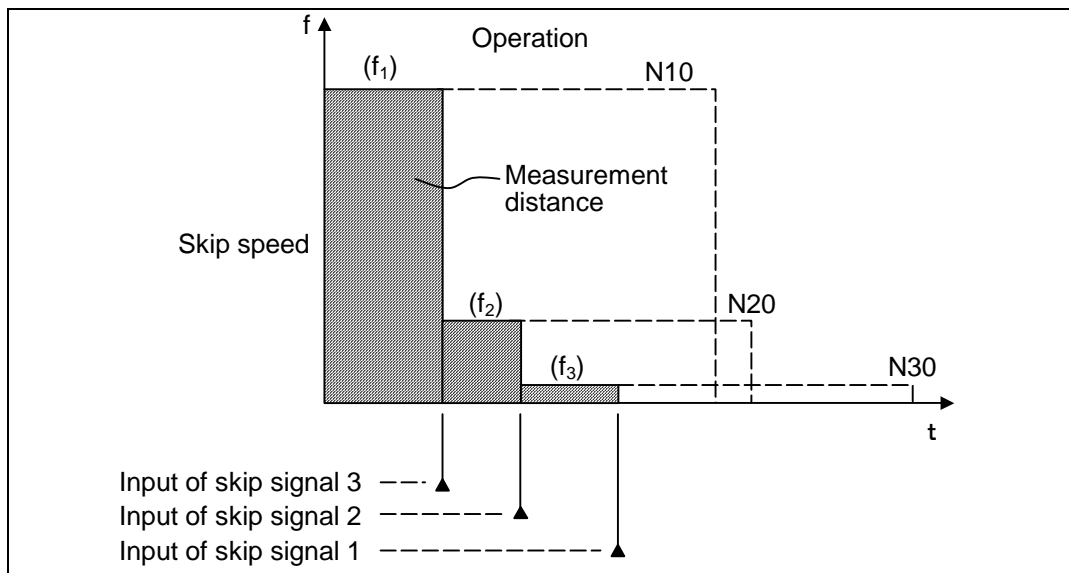 f
Operation
(f1)
N10
Measurement
distance
Skip speed
(f2)
N20
(f3)
N30
t
Input of skip signal 3
Input of skip signal 2
Input of skip signal 1